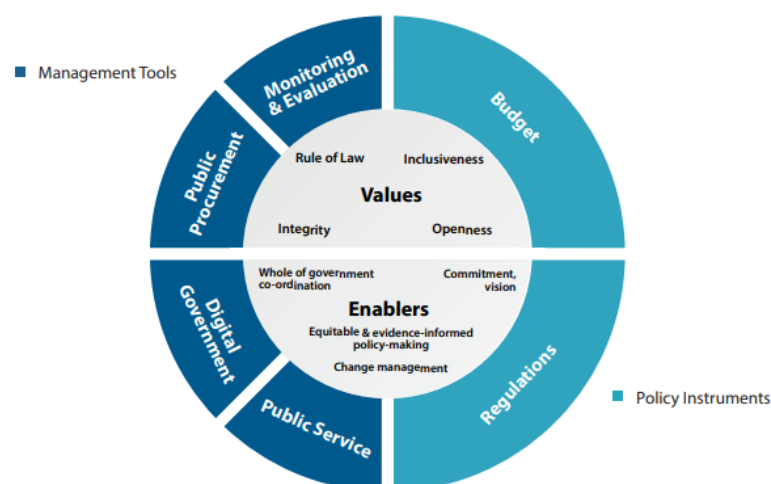 Management Tools
Monitoring
& Evaluation
Budget
Public
Procurement
Rule of Law
Inclusiveness
Values
Integrity
Openness
Whole of government
co-ordination
Commitment,
vision
Enablers
Equitable & evidence-informed
policy-making
Change management
Digital
Government
Public Service
Regulations
Policy Instruments